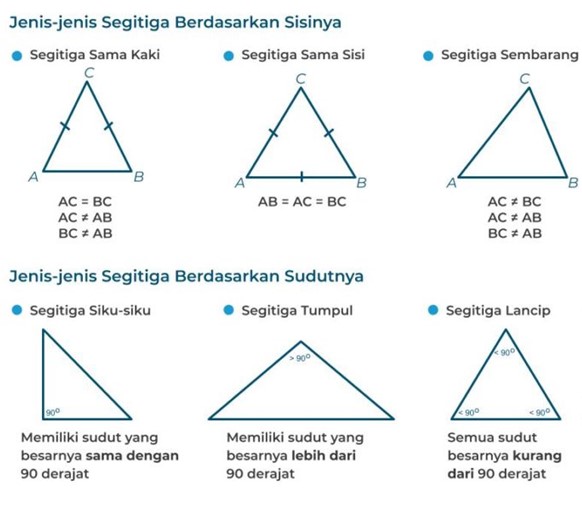 Jenis-jenis Segitiga Berdasarkan Sisinya
Segitiga Sama Kaki
C
A
B
AC = BC
AC ≠ AB
BC ≠ AB
Segitiga Sama Sisi
C
A
B
AB = AC = BC
Segitiga Sembarang
C
A
B
AC ≠ BC
AC ≠ AB
BC ≠ AB
Jenis-jenis Segitiga Berdasarkan Sudutnya
Segitiga Siku-siku
90°
Memiliki sudut yang
besarnya sama dengan
90 derajat
Segitiga Tumpul
> 90°
Memiliki sudut yang
besarnya lebih dari
90 derajat
Segitiga Lancip
< 90°
< 90°
< 90°
Semua sudut
besarnya kurang
dari 90 derajat